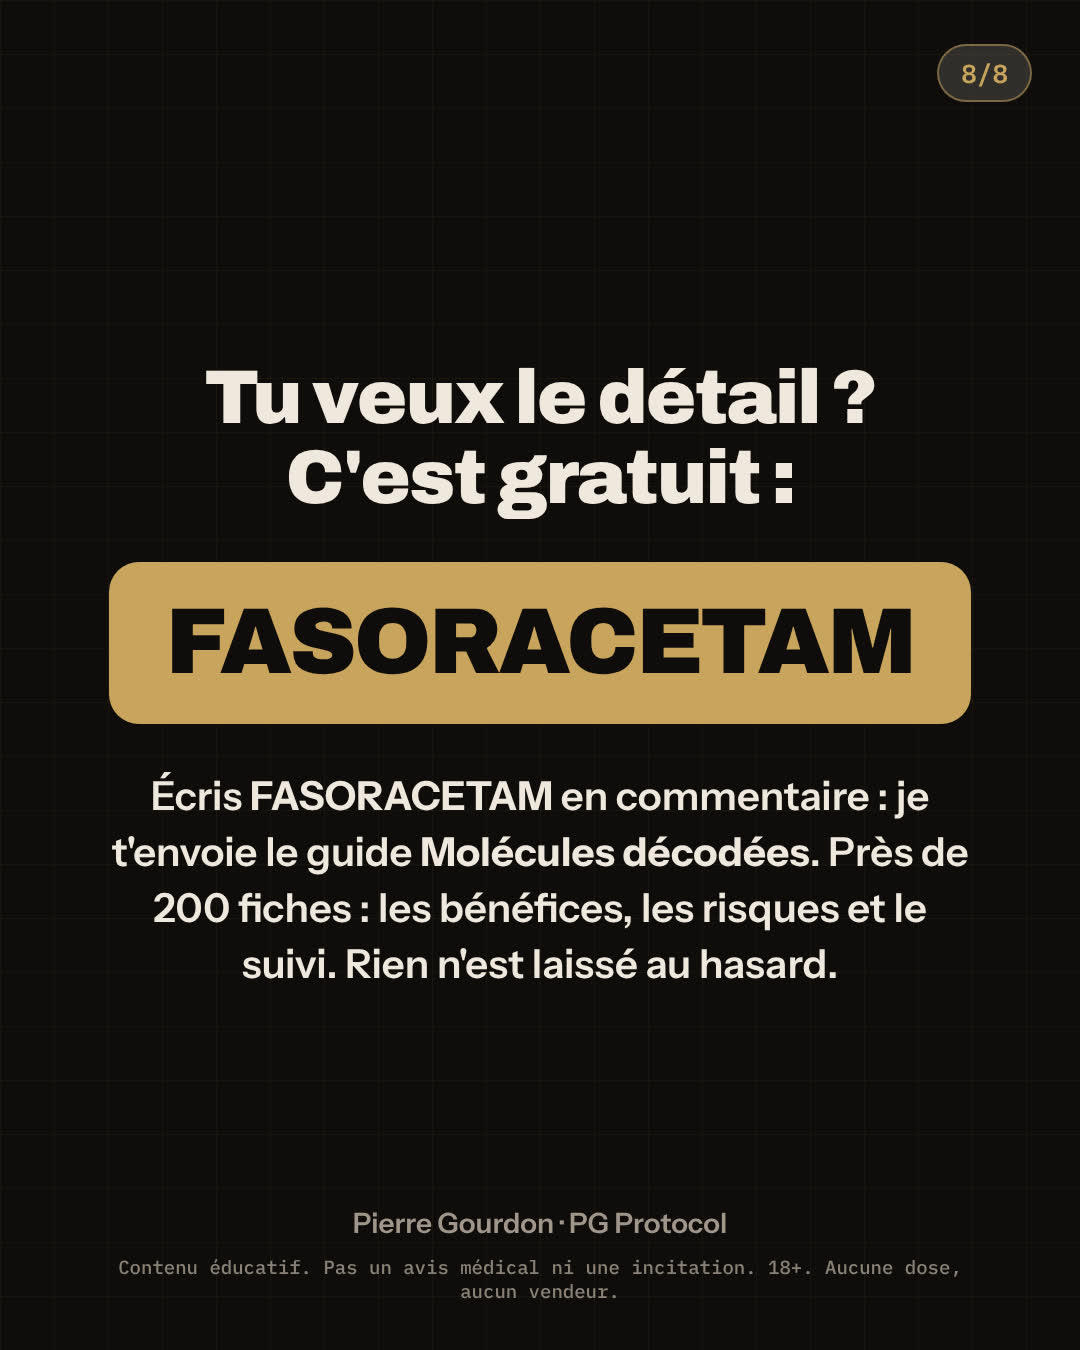 8/8
Tu veux le détail ?
C'est gratuit :
FASORACETAM
Écris FASORACETAM en commentaire : je
t'envoie le guide Molécules décodées. Près de
200 fiches : les bénéfices, les risques et le
suivi. Rien n'est laissé au hasard.
Pierre Gourdon · PG Protocol
Contenu éducatif. Pas un avis médical ni une incitation. 18+. Aucune dose,
aucun vendeur.